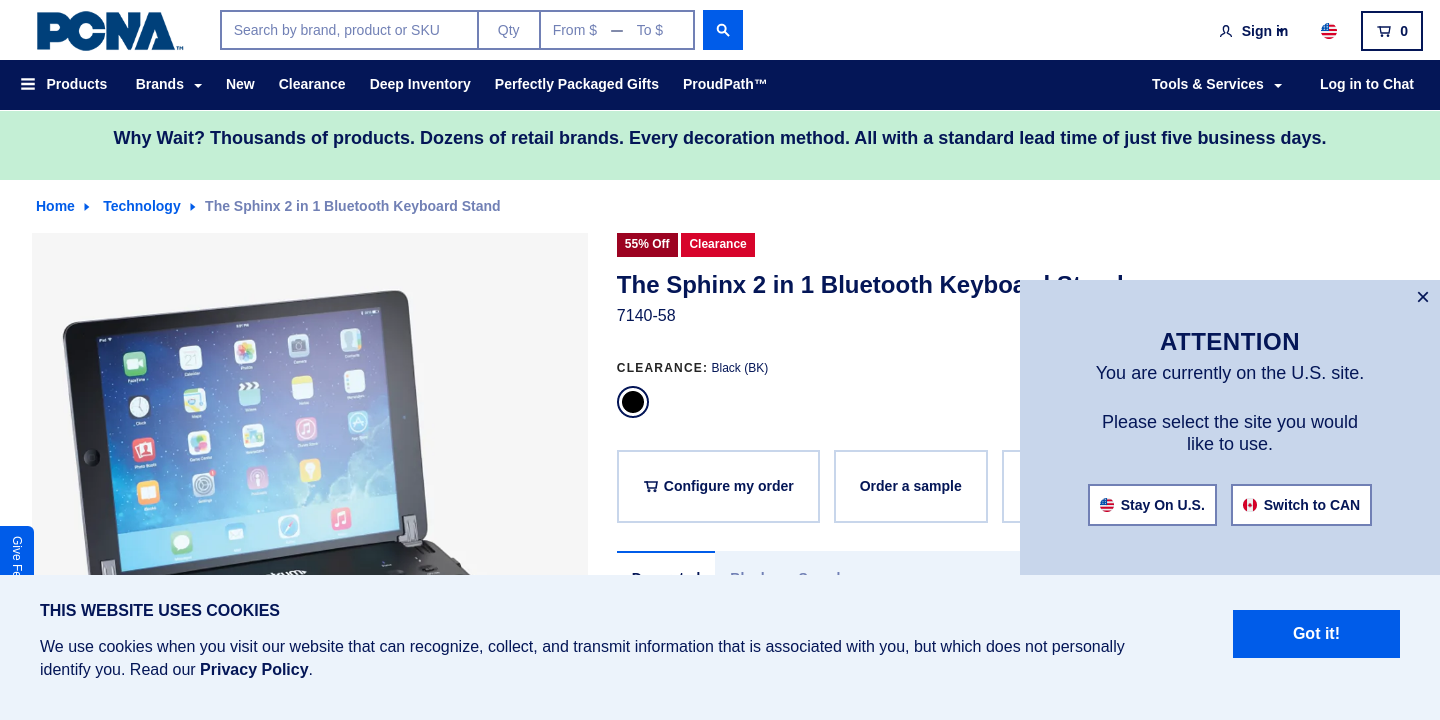 PCNA™
Search by brand, product or SKU
Qty
From $ — To $
Sign in
0
Products
Brands
New
Clearance
Deep Inventory
Perfectly Packaged Gifts
ProudPath™
Tools & Services
Log in to Chat
Why Wait? Thousands of products. Dozens of retail brands. Every decoration method. All with a standard lead time of just five business days.
Home
Technology
The Sphinx 2 in 1 Bluetooth Keyboard Stand
55% Off
Clearance
The Sphinx 2 in 1 Bluetooth Keyboard Stand
7140-58
CLEARANCE: Black (BK)
Configure my order
Order a sample
×
ATTENTION
You are currently on the U.S. site.
Please select the site you would
like to use.
Stay On U.S.
Switch to CAN
Give Fe
THIS WEBSITE USES COOKIES
We use cookies when you visit our website that can recognize, collect, and transmit information that is associated with you, but which does not personally
identify you. Read our Privacy Policy.
Got it!